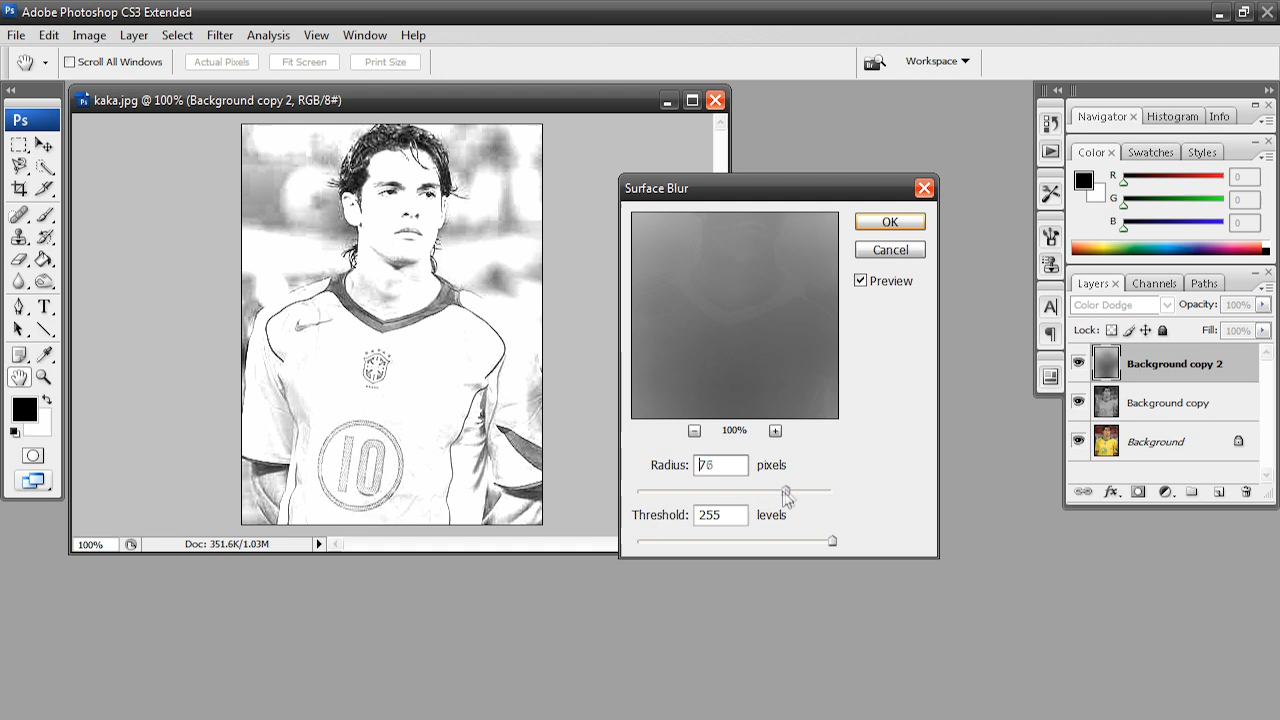 Ps Adobe Photoshop CS3 Extended
File Edit Image Layer Select Filter Analysis View Window Help
Scroll All Windows Actual Pixels Fit Screen Print Size Workspace
Ps
kaka.jpg @ 100% (Background copy 2, RGB/8#)
10
100% Doc: 351.6K/1.03M
Surface Blur
OK
Cancel
Preview
100%
Radius: 76 pixels
Threshold: 255 levels
Navigator Histogram Info
Color Swatches Styles
R 0
G 0
B 0
Layers Channels Paths
Color Dodge Opacity: 100%
Lock: Fill: 100%
Background copy 2
Background copy
Background